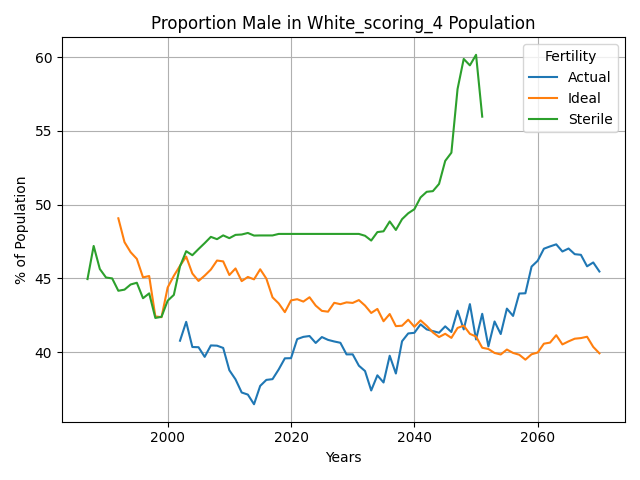 Proportion Male in White_scoring_4 Population
Fertility
Actual
Ideal
Sterile
% of Population
60
55
50
45
40
2000
2020
2040
2060
Years